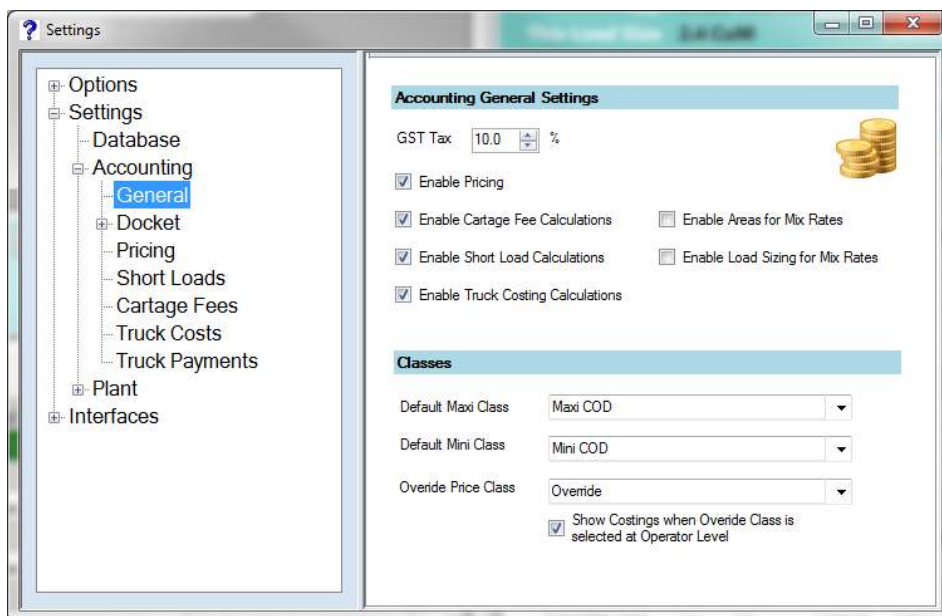 Settings
Options
Settings
Database
Accounting
General
Docket
Pricing
Short Loads
Cartage Fees
Truck Costs
Truck Payments
Plant
Interfaces
Accounting General Settings
GST Tax 10.0 %
Enable Pricing
Enable Cartage Fee Calculations Enable Areas for Mix Rates
Enable Short Load Calculations Enable Load Sizing for Mix Rates
Enable Truck Costing Calculations
Classes
Default Maxi Class Maxi COD
Default Mini Class Mini COD
Overide Price Class Override
Show Costings when Overide Class is
selected at Operator Level